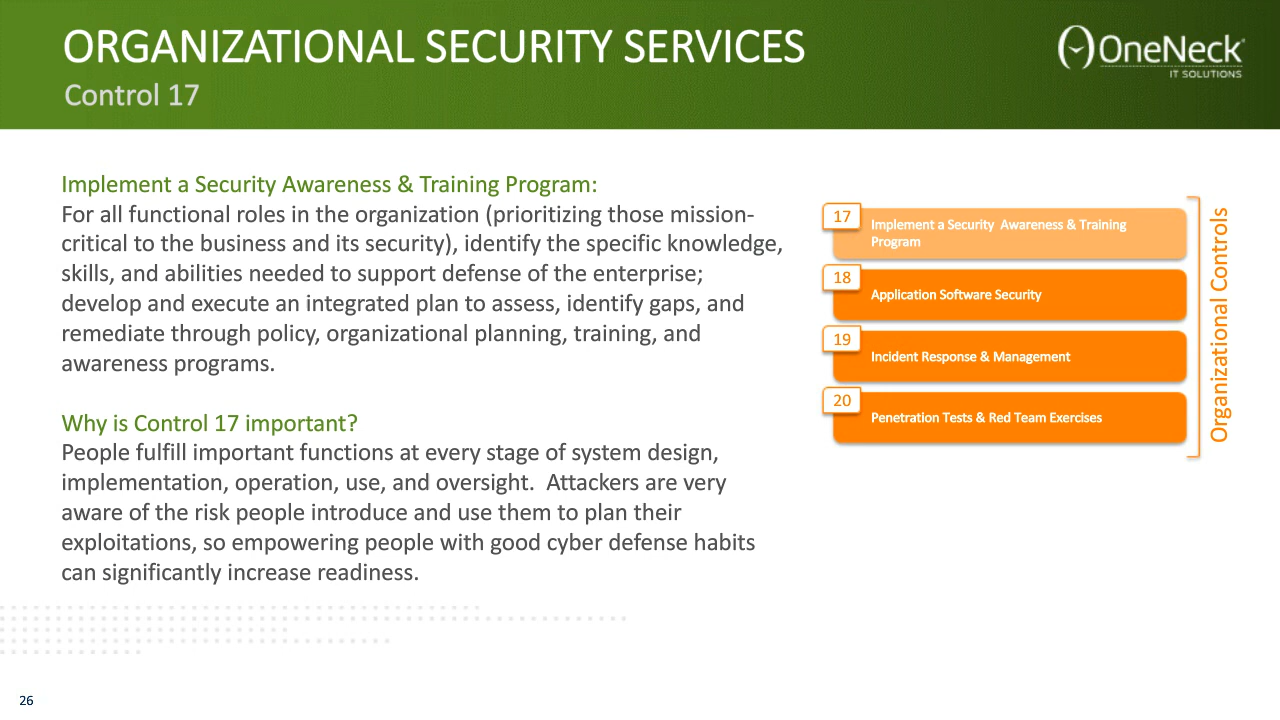 ORGANIZATIONAL SECURITY SERVICES
Control 17
OneNeck
IT SOLUTIONS
Implement a Security Awareness & Training Program:
For all functional roles in the organization (prioritizing those mission-
critical to the business and its security), identify the specific knowledge,
skills, and abilities needed to support defense of the enterprise;
develop and execute an integrated plan to assess, identify gaps, and
remediate through policy, organizational planning, training, and
awareness programs.
Why is Control 17 important?
People fulfill important functions at every stage of system design,
implementation, operation, use, and oversight.  Attackers are very
aware of the risk people introduce and use them to plan their
exploitations, so empowering people with good cyber defense habits
can significantly increase readiness.
17
Implement a Security  Awareness & Training
Program
18
Application Software Security
19
Incident Response & Management
20
Penetration Tests & Red Team Exercises
Organizational Controls
26